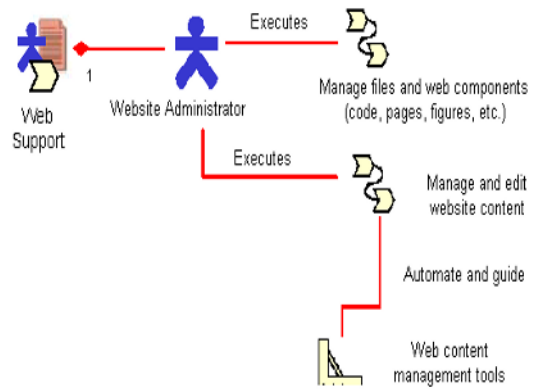 Executes
1
Web
Support
Website Administrator
Manage files and web components
(code, pages, figures, etc.)
Executes
Manage and edit
website content
Automate and guide
Web content
management tools